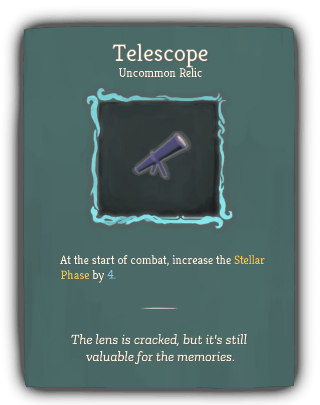 Telescope
Uncommon Relic
At the start of combat, increase the Stellar
Phase by 4.
The lens is cracked, but it's still
valuable for the memories.